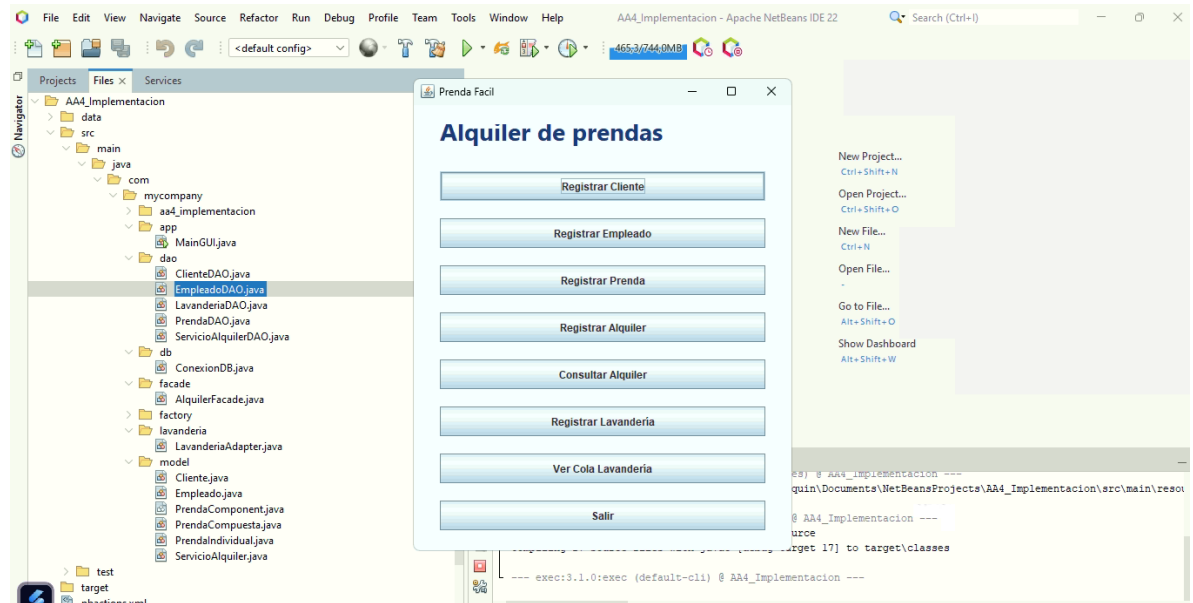 File Edit View Navigate Source Refactor Run Debug Profile Team Tools Window Help AA4_Implementacion - Apache NetBeans IDE 22 Search (Ctrl+I)
<default config> 465,3/744,0MB
Projects Files Services
Navigator
AA4_Implementacion
data
src
main
java
com
mycompany
aa4_implementacion
app
MainGUI.java
dao
ClienteDAO.java
EmpleadoDAO.java
LavanderiaDAO.java
PrendaDAO.java
ServicioAlquilerDAO.java
db
ConexionDB.java
facade
AlquilerFacade.java
factory
lavanderia
LavanderiaAdapter.java
model
Cliente.java
Empleado.java
PrendaComponent.java
PrendaCompuesta.java
PrendaIndividual.java
ServicioAlquiler.java
test
target
Prenda Facil
Alquiler de prendas
Registrar Cliente
Registrar Empleado
Registrar Prenda
Registrar Alquiler
Consultar Alquiler
Registrar Lavandería
Ver Cola Lavandería
Salir
New Project...
Ctrl+Shift+N
Open Project...
Ctrl+Shift+O
New File...
Ctrl+N
Open File...
-
Go to File...
Alt+Shift+O
Show Dashboard
Alt+Shift+W
es) @ AA4_Implementacion ---
quin\Documents\NetBeansProjects\AA4_Implementacion\src\main\resou
@ AA4_Implementacion ---
urce
target 17] to target\classes
--- exec:3.1.0:exec (default-cli) @ AA4_Implementacion ---